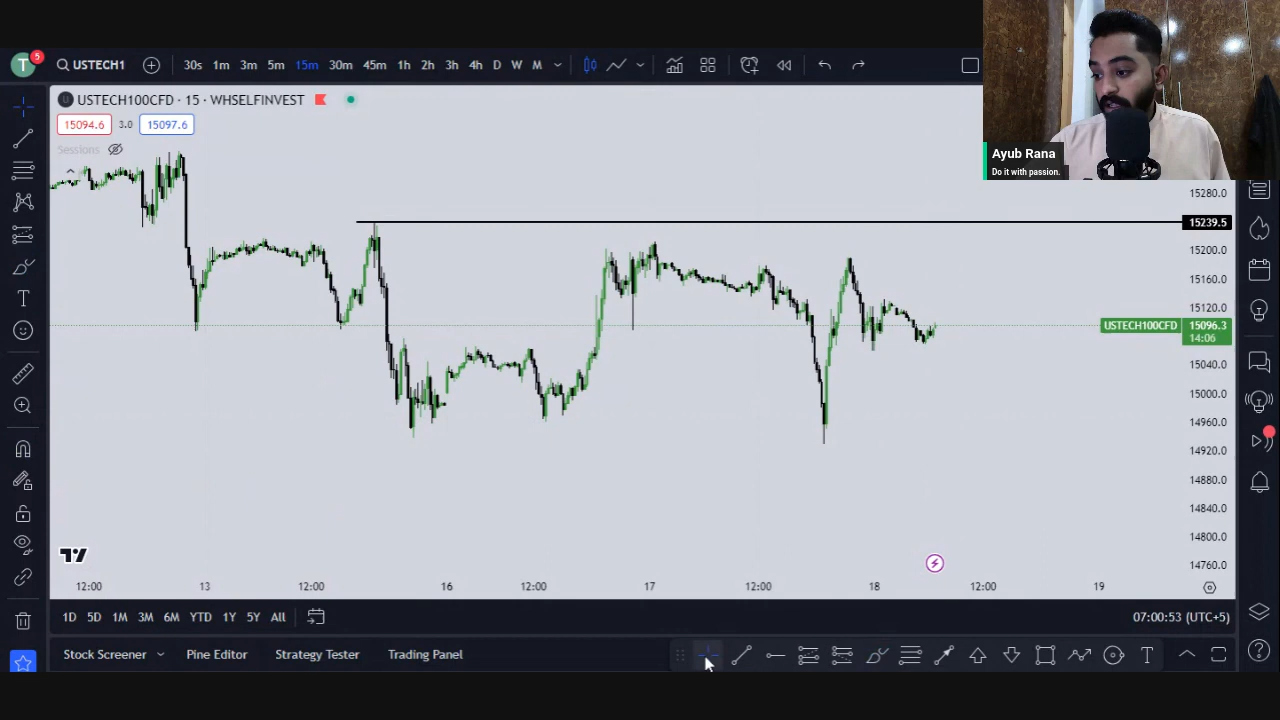 T 5 USTECH1 30s 1m 3m 5m 15m 30m 45m 1h 2h 3h 4h D W M
USTECH100CFD · 15 · WHSELFINVEST
15094.6 3.0 15097.6
Sessions
Ayub Rana
Do it with passion.
15280.0
15239.5
15200.0
15160.0
15120.0
USTECH100CFD 15096.3
14:06
15040.0
15000.0
14960.0
14920.0
14880.0
14840.0
14800.0
14760.0
12:00 13 12:00 16 12:00 17 12:00 18 12:00 19
1D 5D 1M 3M 6M YTD 1Y 5Y All 07:00:53 (UTC+5)
Stock Screener Pine Editor Strategy Tester Trading Panel